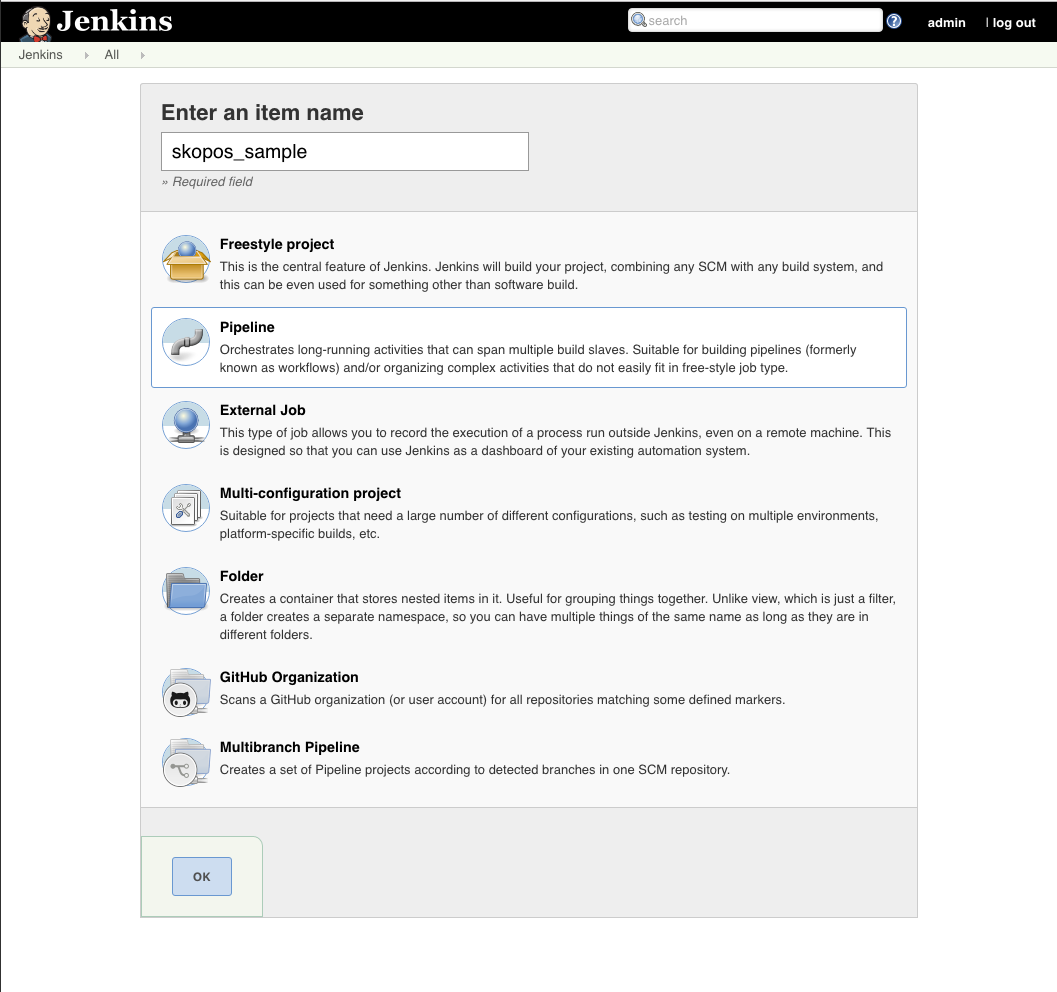 Jenkins
search
?
admin
| log out
Jenkins
All
Enter an item name
skopos_sample
» Required field
Freestyle project
This is the central feature of Jenkins. Jenkins will build your project, combining any SCM with any build system, and
this can be even used for something other than software build.
Pipeline
Orchestrates long-running activities that can span multiple build slaves. Suitable for building pipelines (formerly
known as workflows) and/or organizing complex activities that do not easily fit in free-style job type.
External Job
This type of job allows you to record the execution of a process run outside Jenkins, even on a remote machine. This
is designed so that you can use Jenkins as a dashboard of your existing automation system.
Multi-configuration project
Suitable for projects that need a large number of different configurations, such as testing on multiple environments,
platform-specific builds, etc.
Folder
Creates a container that stores nested items in it. Useful for grouping things together. Unlike view, which is just a filter,
a folder creates a separate namespace, so you can have multiple things of the same name as long as they are in
different folders.
GitHub Organization
Scans a GitHub organization (or user account) for all repositories matching some defined markers.
Multibranch Pipeline
Creates a set of Pipeline projects according to detected branches in one SCM repository.
OK